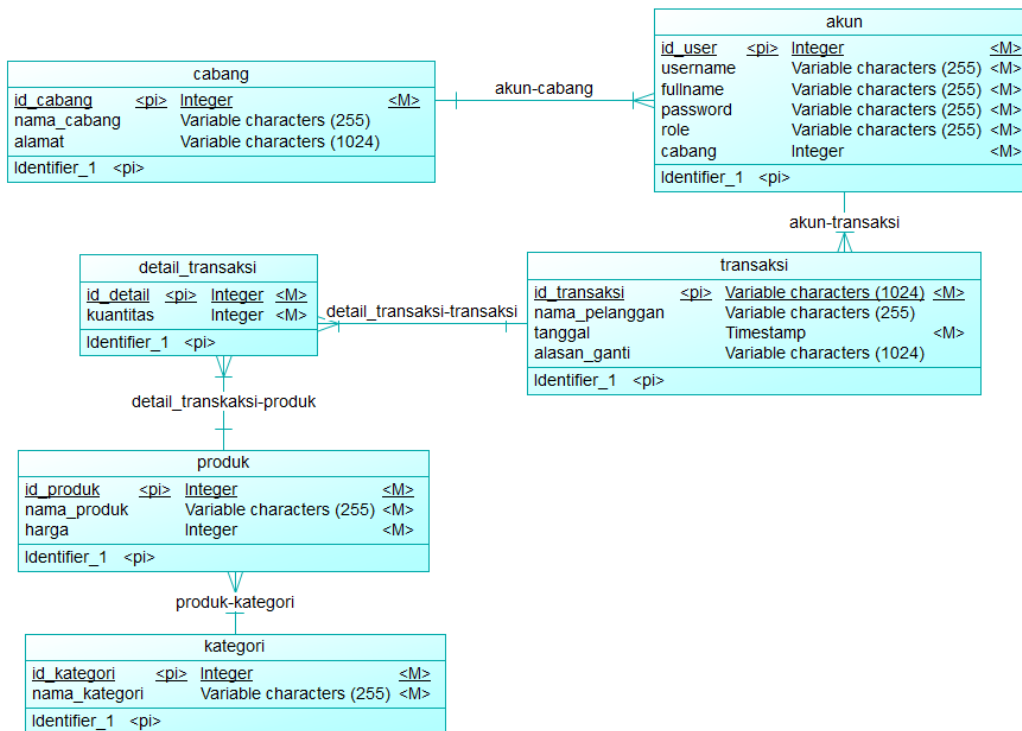 akun
id_user <pi> Integer <M>
username Variable characters (255) <M>
fullname Variable characters (255) <M>
password Variable characters (255) <M>
role Variable characters (255) <M>
cabang Integer <M>
Identifier_1 <pi>
cabang
id_cabang <pi> Integer <M>
nama_cabang Variable characters (255)
alamat Variable characters (1024)
Identifier_1 <pi>
akun-cabang
akun-transaksi
detail_transaksi
id_detail <pi> Integer <M>
kuantitas Integer <M>
Identifier_1 <pi>
detail_transaksi-transaksi
transaksi
id_transaksi <pi> Variable characters (1024) <M>
nama_pelanggan Variable characters (255)
tanggal Timestamp <M>
alasan_ganti Variable characters (1024)
Identifier_1 <pi>
detail_transkaksi-produk
produk
id_produk <pi> Integer <M>
nama_produk Variable characters (255) <M>
harga Integer <M>
Identifier_1 <pi>
produk-kategori
kategori
id_kategori <pi> Integer <M>
nama_kategori Variable characters (255) <M>
Identifier_1 <pi>